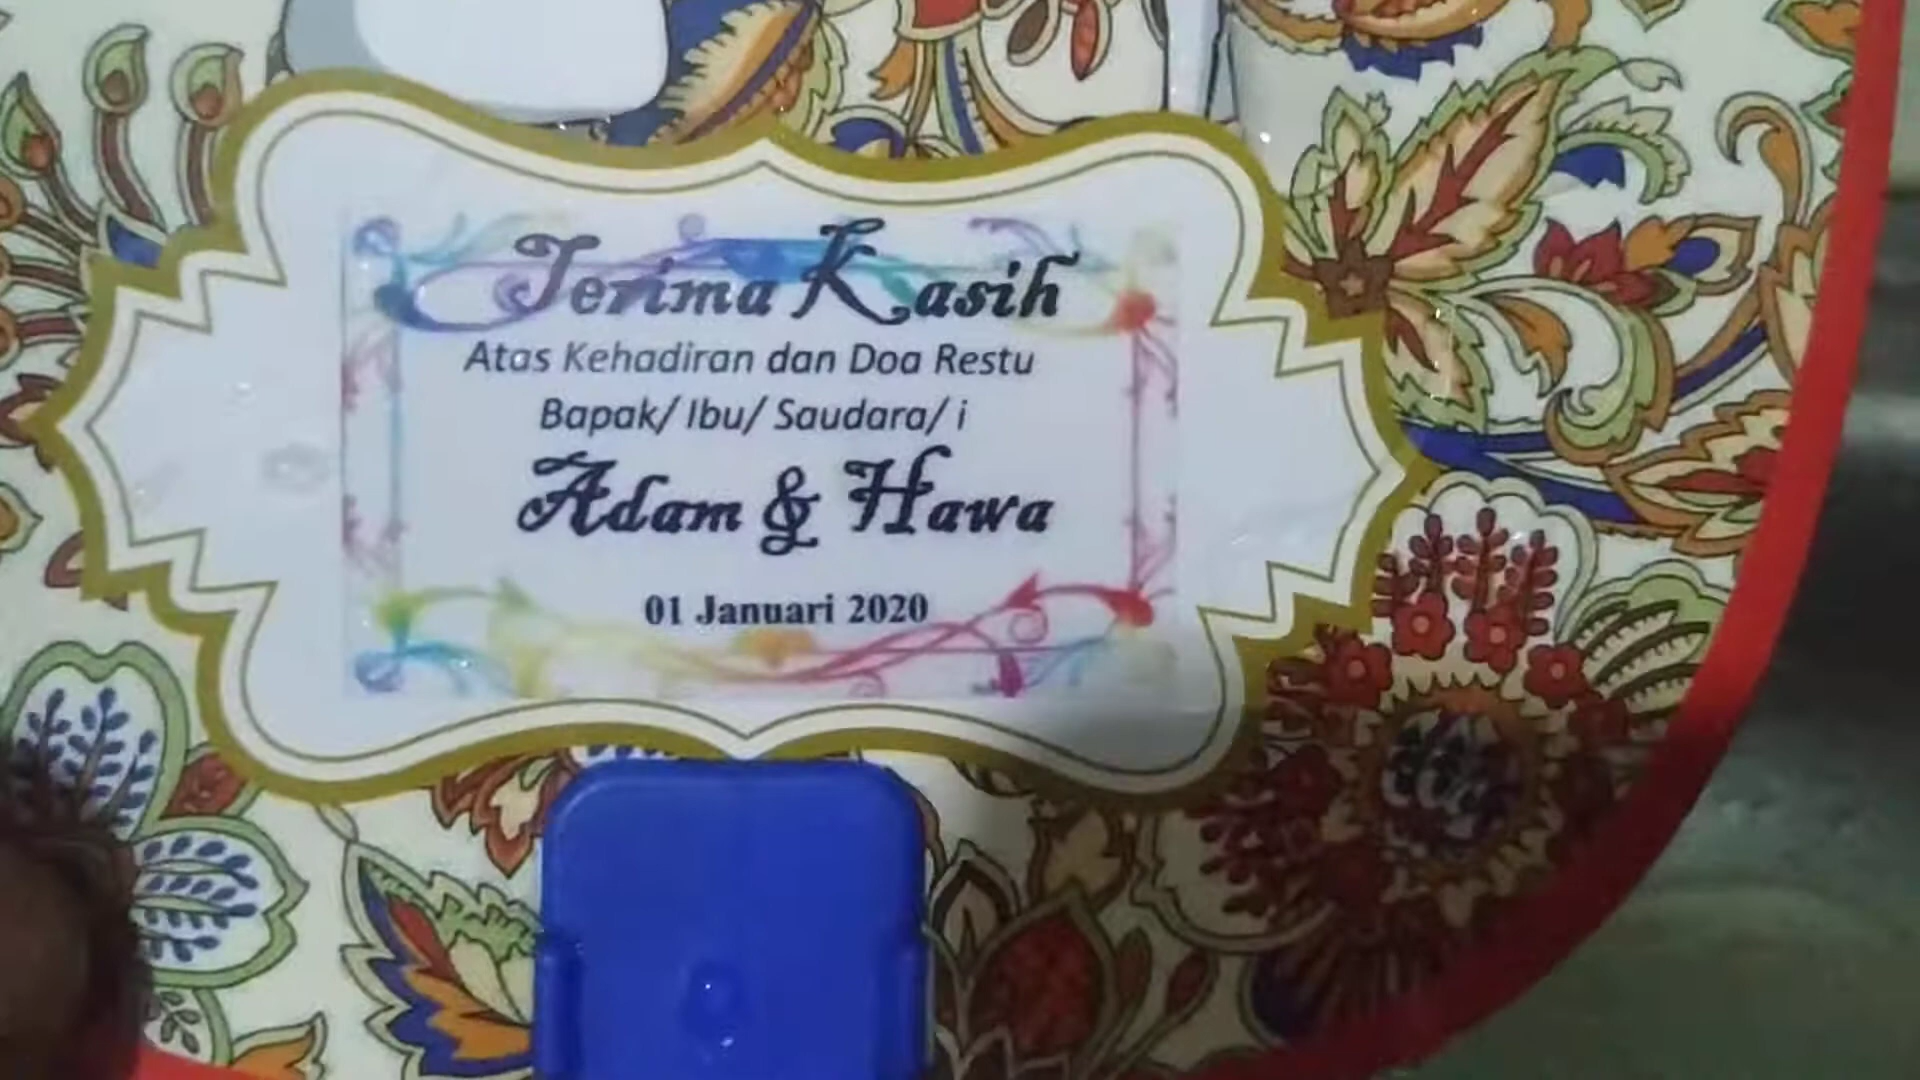 Terima Kasih
Atas Kehadiran dan Doa Restu
Bapak/ Ibu/ Saudara/ i
Adam & Hawa
01 Januari 2020